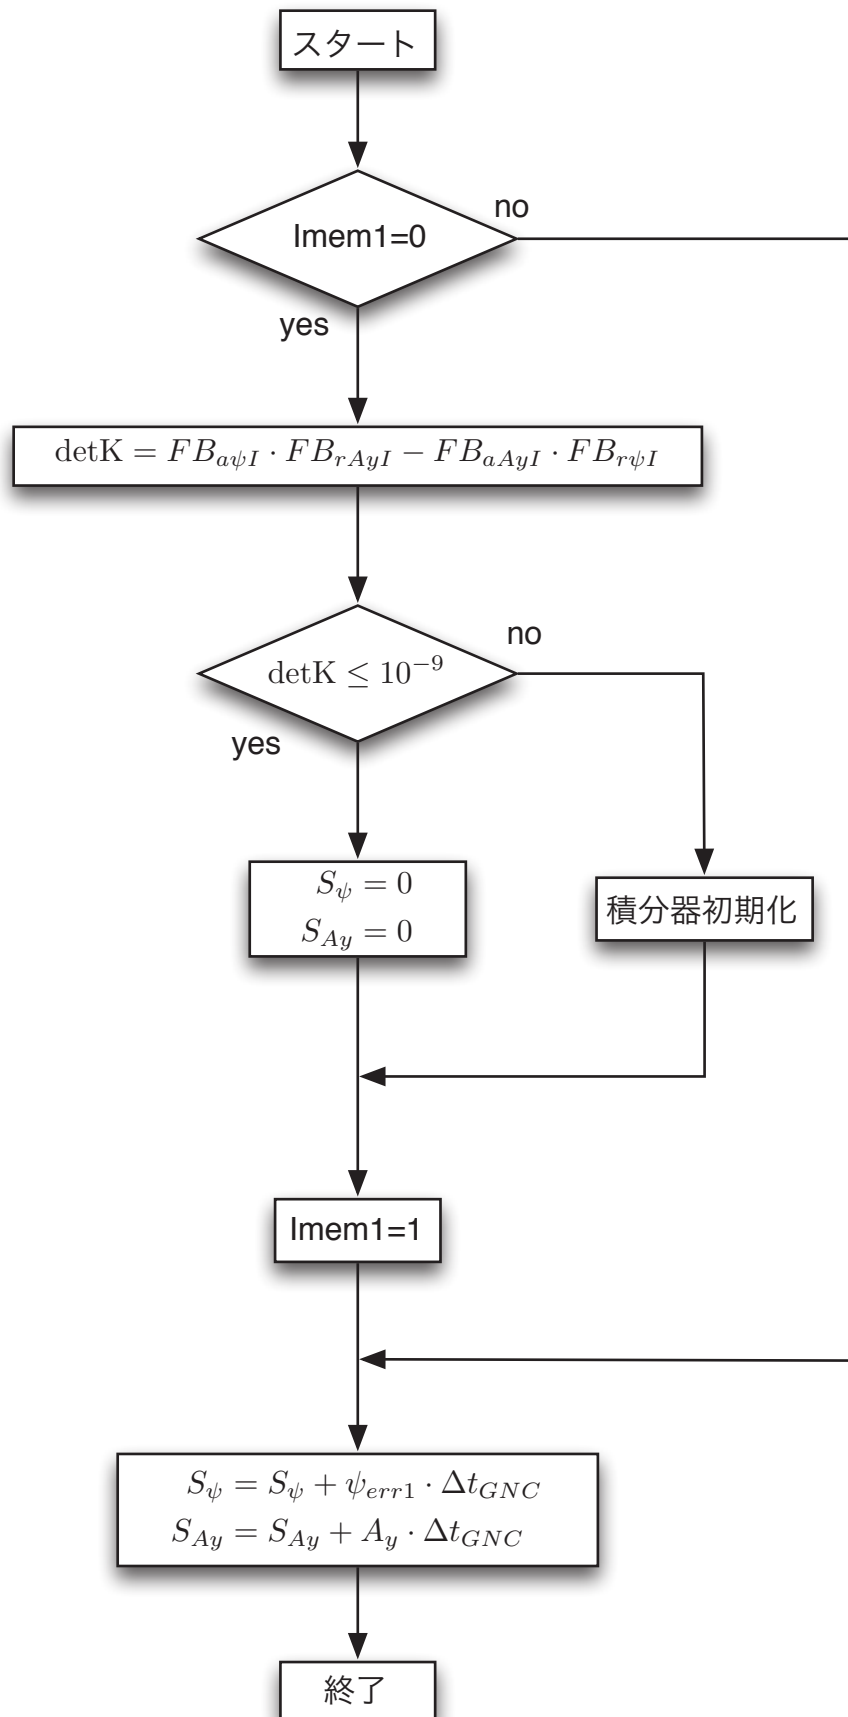 スタート
Imem1=0
no
yes
detK = FB_{aψI} · FB_{rAyI} − FB_{aAyI} · FB_{rψI}
no
detK ≤ 10^{−9}
yes
S_ψ = 0
S_{Ay} = 0
積分器初期化
Imem1=1
S_ψ = S_ψ + ψ_{err1} · Δt_{GNC}
S_{Ay} = S_{Ay} + A_y · Δt_{GNC}
終了